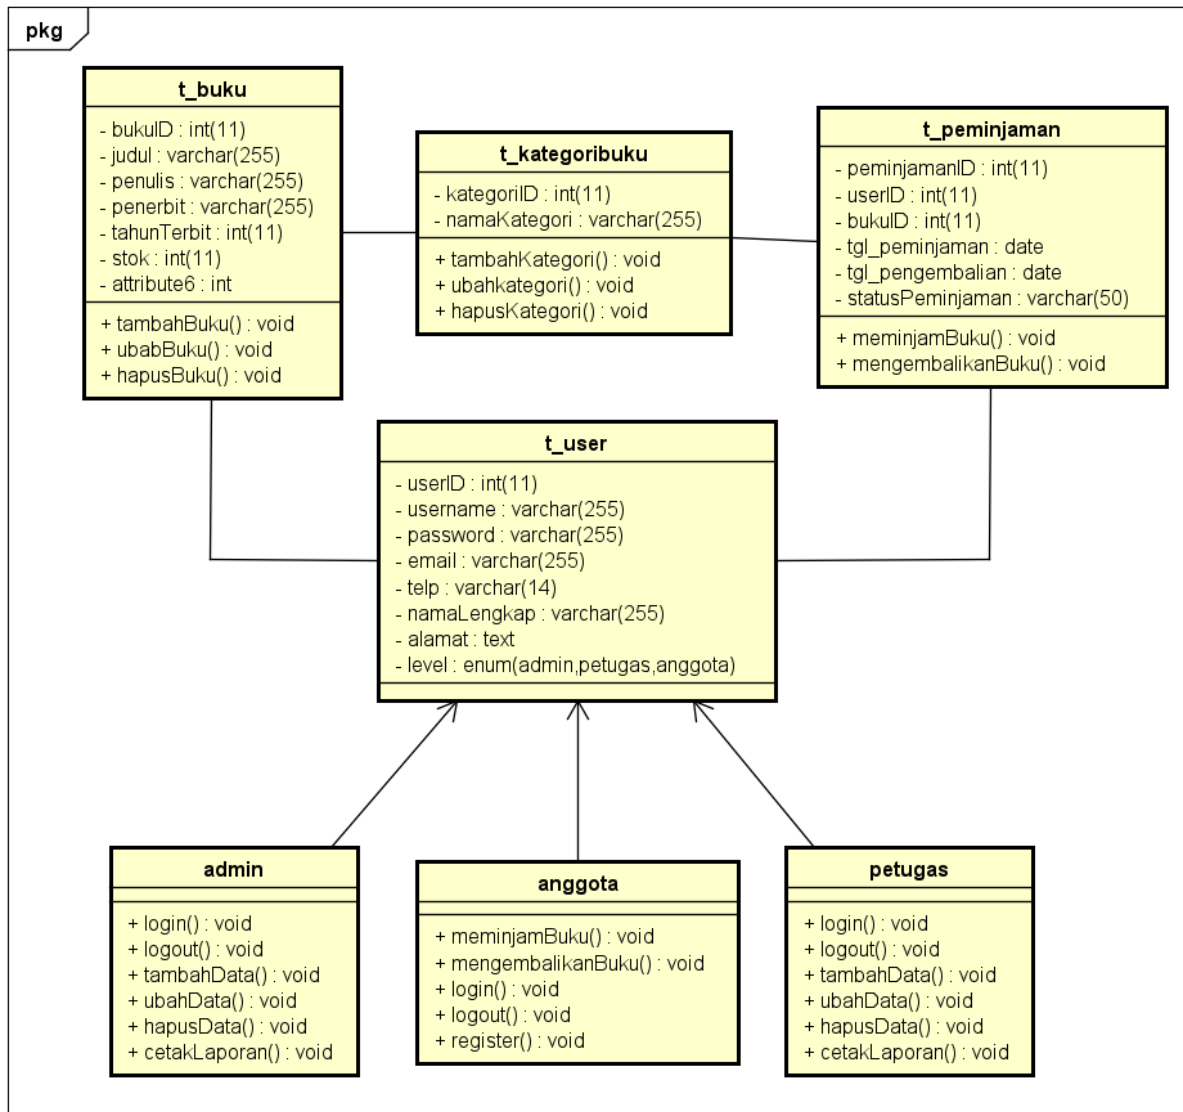 pkg
t_buku
- bukuID : int(11)
- judul : varchar(255)
- penulis : varchar(255)
- penerbit : varchar(255)
- tahunTerbit : int(11)
- stok : int(11)
- attribute6 : int
+ tambahBuku() : void
+ ubabBuku() : void
+ hapusBuku() : void
t_kategoribuku
- kategoriID : int(11)
- namaKategori : varchar(255)
+ tambahKategori() : void
+ ubahkategori() : void
+ hapusKategori() : void
t_peminjaman
- peminjamanID : int(11)
- userID : int(11)
- bukuID : int(11)
- tgl_peminjaman : date
- tgl_pengembalian : date
- statusPeminjaman : varchar(50)
+ meminjamBuku() : void
+ mengembalikanBuku() : void
t_user
- userID : int(11)
- username : varchar(255)
- password : varchar(255)
- email : varchar(255)
- telp : varchar(14)
- namaLengkap : varchar(255)
- alamat : text
- level : enum(admin,petugas,anggota)
admin
+ login() : void
+ logout() : void
+ tambahData() : void
+ ubahData() : void
+ hapusData() : void
+ cetakLaporan() : void
anggota
+ meminjamBuku() : void
+ mengembalikanBuku() : void
+ login() : void
+ logout() : void
+ register() : void
petugas
+ login() : void
+ logout() : void
+ tambahData() : void
+ ubahData() : void
+ hapusData() : void
+ cetakLaporan() : void